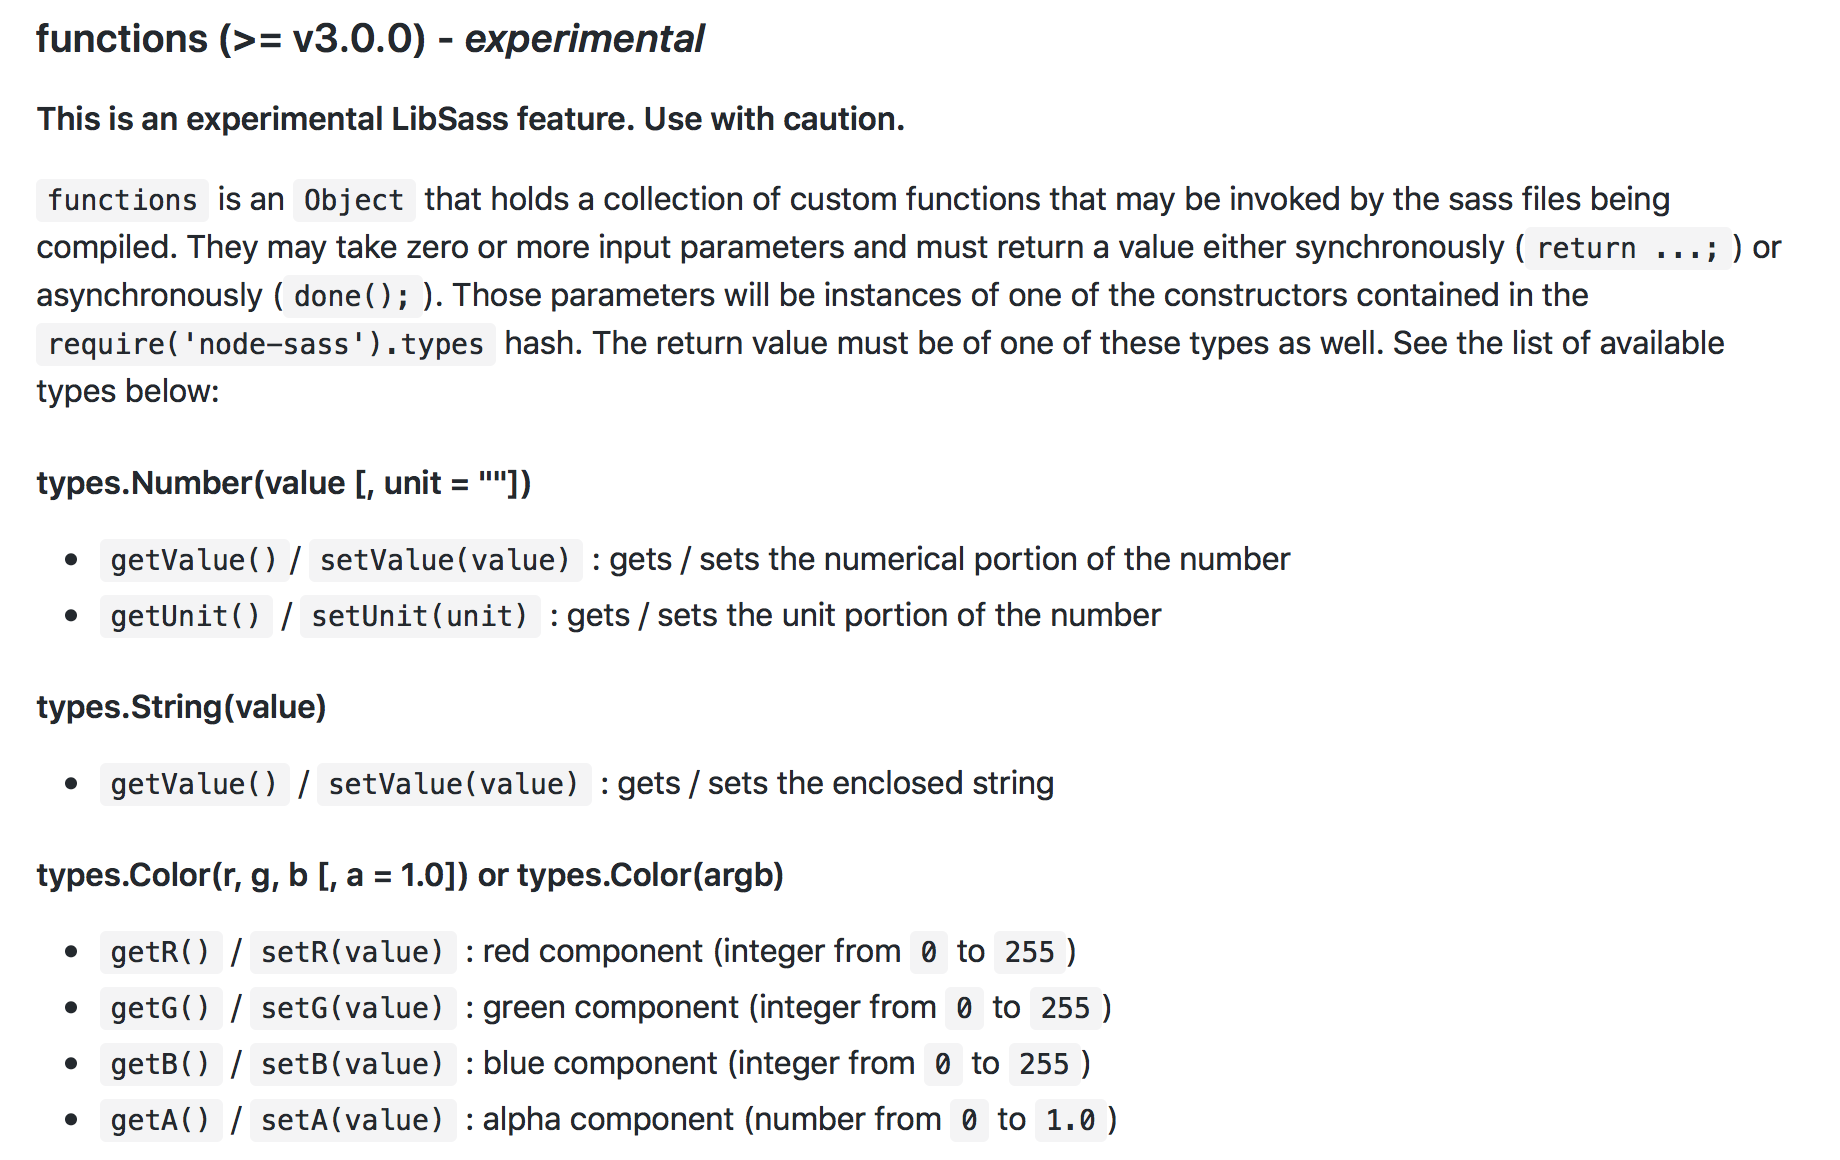 functions (>= v3.0.0) - experimental
This is an experimental LibSass feature. Use with caution.
functions is an Object that holds a collection of custom functions that may be invoked by the sass files being
compiled. They may take zero or more input parameters and must return a value either synchronously ( return ...; ) or
asynchronously ( done(); ). Those parameters will be instances of one of the constructors contained in the
require('node-sass').types hash. The return value must be of one of these types as well. See the list of available
types below:
types.Number(value [, unit = ""])
• getValue() / setValue(value) : gets / sets the numerical portion of the number
• getUnit() / setUnit(unit) : gets / sets the unit portion of the number
types.String(value)
• getValue() / setValue(value) : gets / sets the enclosed string
types.Color(r, g, b [, a = 1.0]) or types.Color(argb)
• getR() / setR(value) : red component (integer from 0 to 255 )
• getG() / setG(value) : green component (integer from 0 to 255 )
• getB() / setB(value) : blue component (integer from 0 to 255 )
• getA() / setA(value) : alpha component (number from 0 to 1.0 )